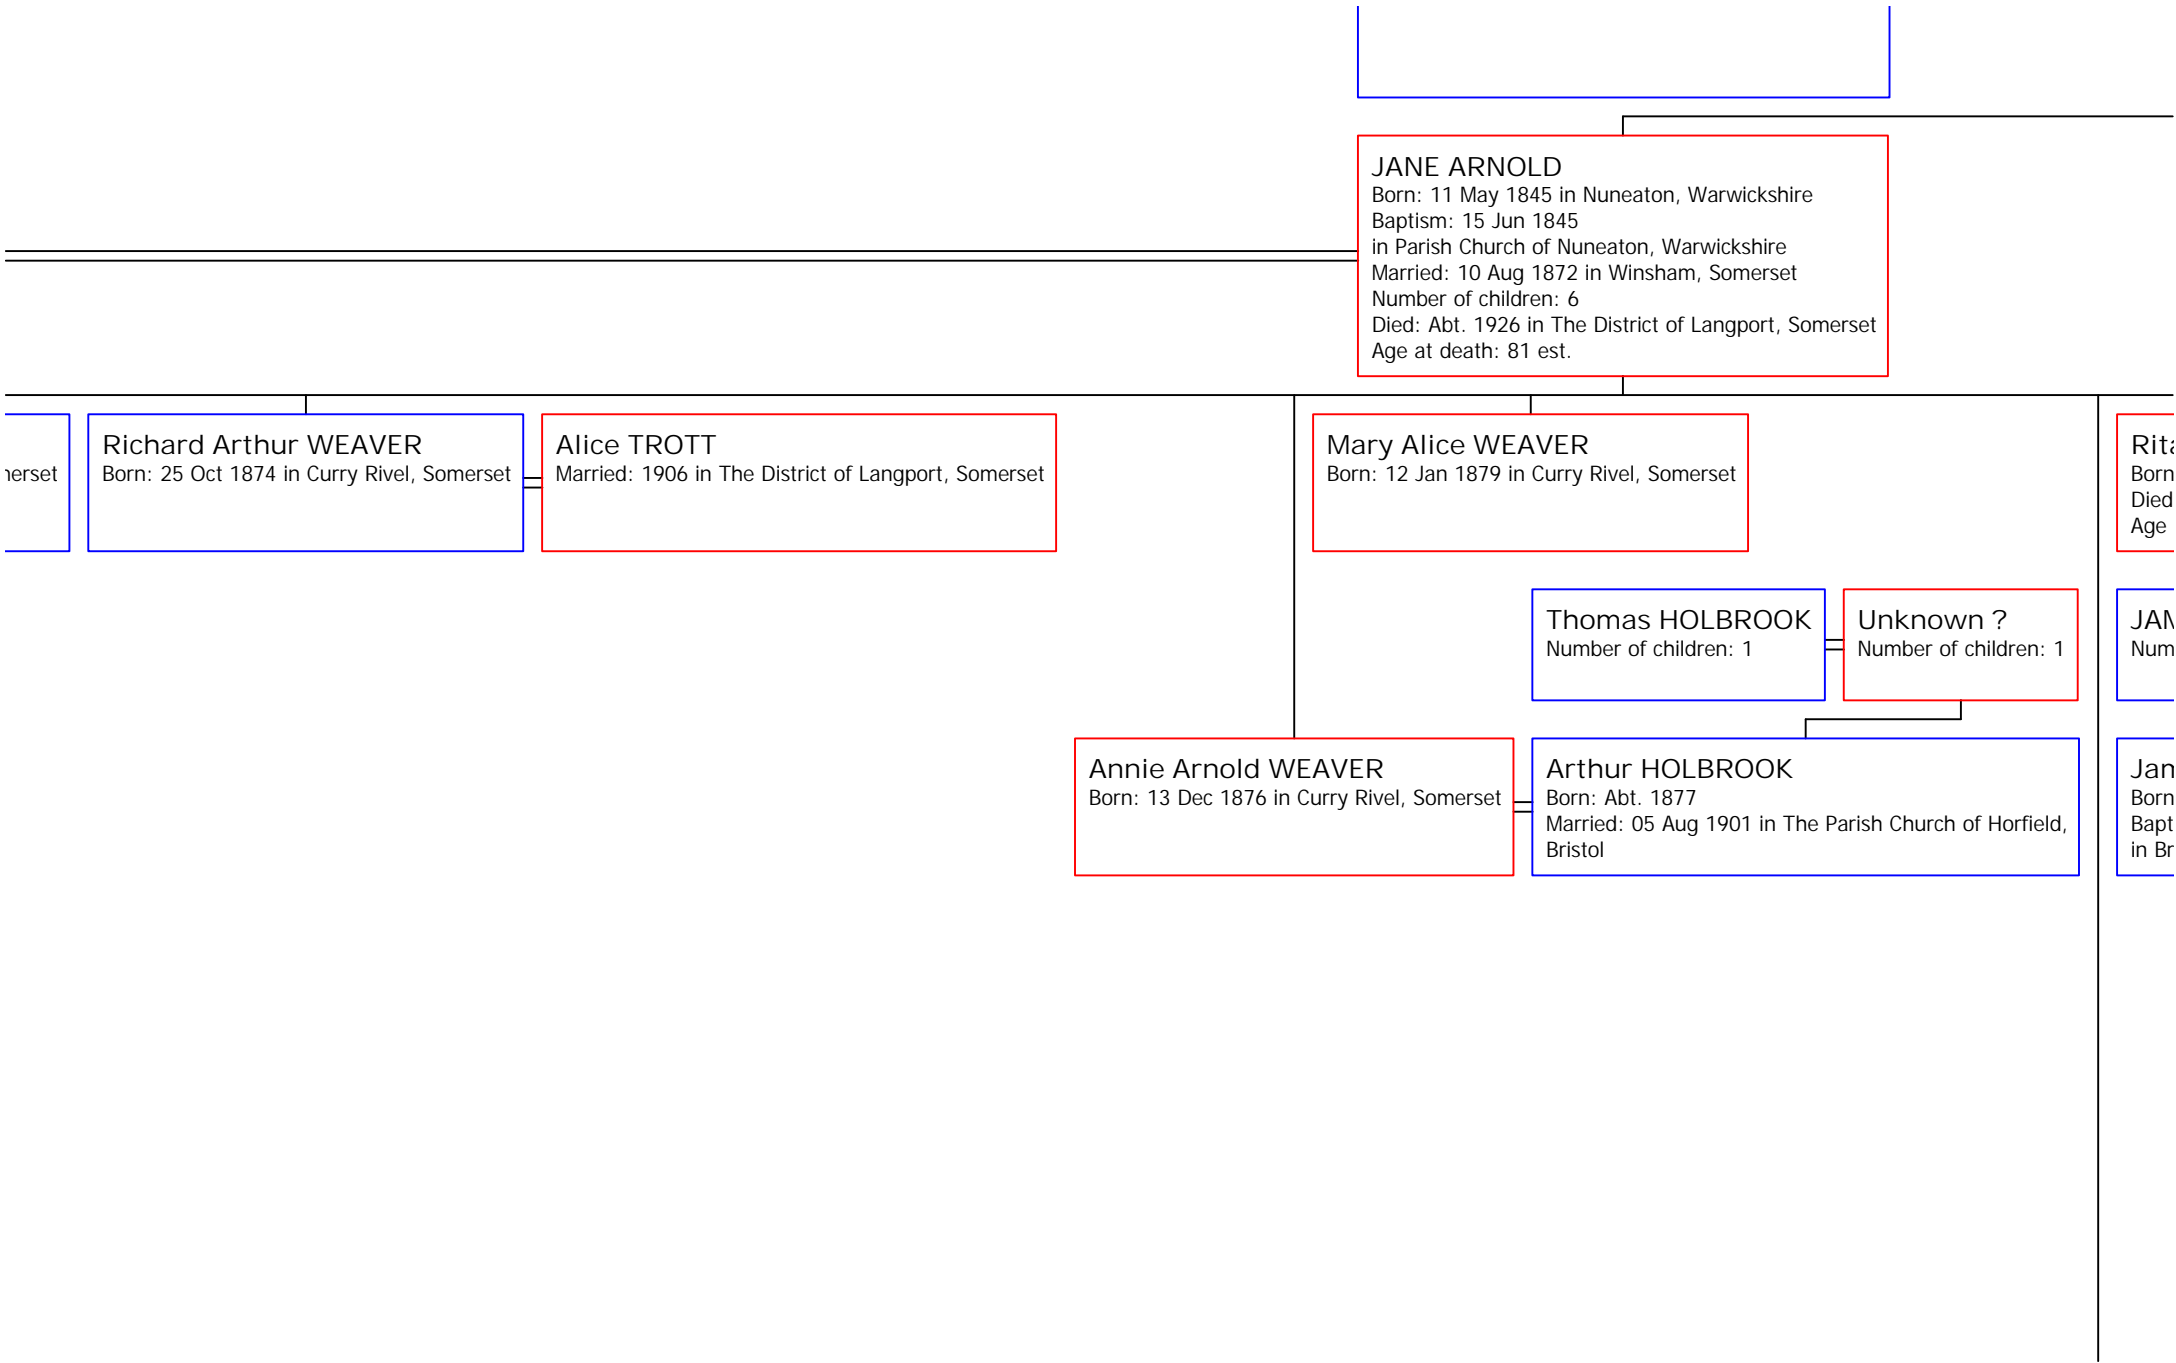 JANE ARNOLD
Born: 11 May 1845 in Nuneaton, Warwickshire
Baptism: 15 Jun 1845
in Parish Church of Nuneaton, Warwickshire
Married: 10 Aug 1872 in Winsham, Somerset
Number of children: 6
Died: Abt. 1926 in The District of Langport, Somerset
Age at death: 81 est.
Richard Arthur WEAVER
Born: 25 Oct 1874 in Curry Rivel, Somerset
Alice TROTT
Married: 1906 in The District of Langport, Somerset
Mary Alice WEAVER
Born: 12 Jan 1879 in Curry Rivel, Somerset
Born
Died
Age
Thomas HOLBROOK
Number of children: 1
Unknown ?
Number of children: 1
Annie Arnold WEAVER
Born: 13 Dec 1876 in Curry Rivel, Somerset
Arthur HOLBROOK
Born: Abt. 1877
Married: 05 Aug 1901 in The Parish Church of Horfield,
Bristol
Born
in